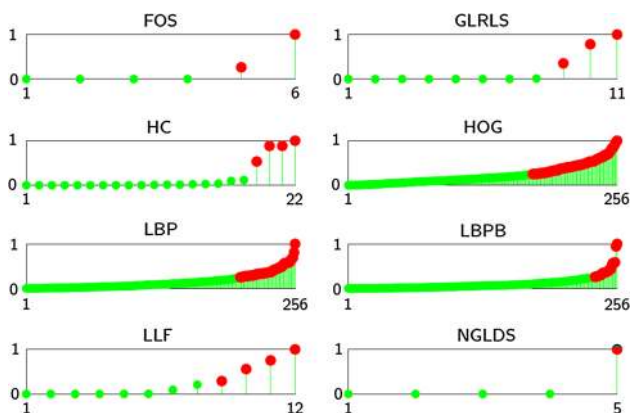 FOS GLRLS
1 1
0 0
1 6 1 11
HC HOG
1 1
0 0
1 22 1 256
LBP LBPB
1 1
0 0
1 256 1 256
LLF NGLDS
1 1
0 0
1 12 1 5